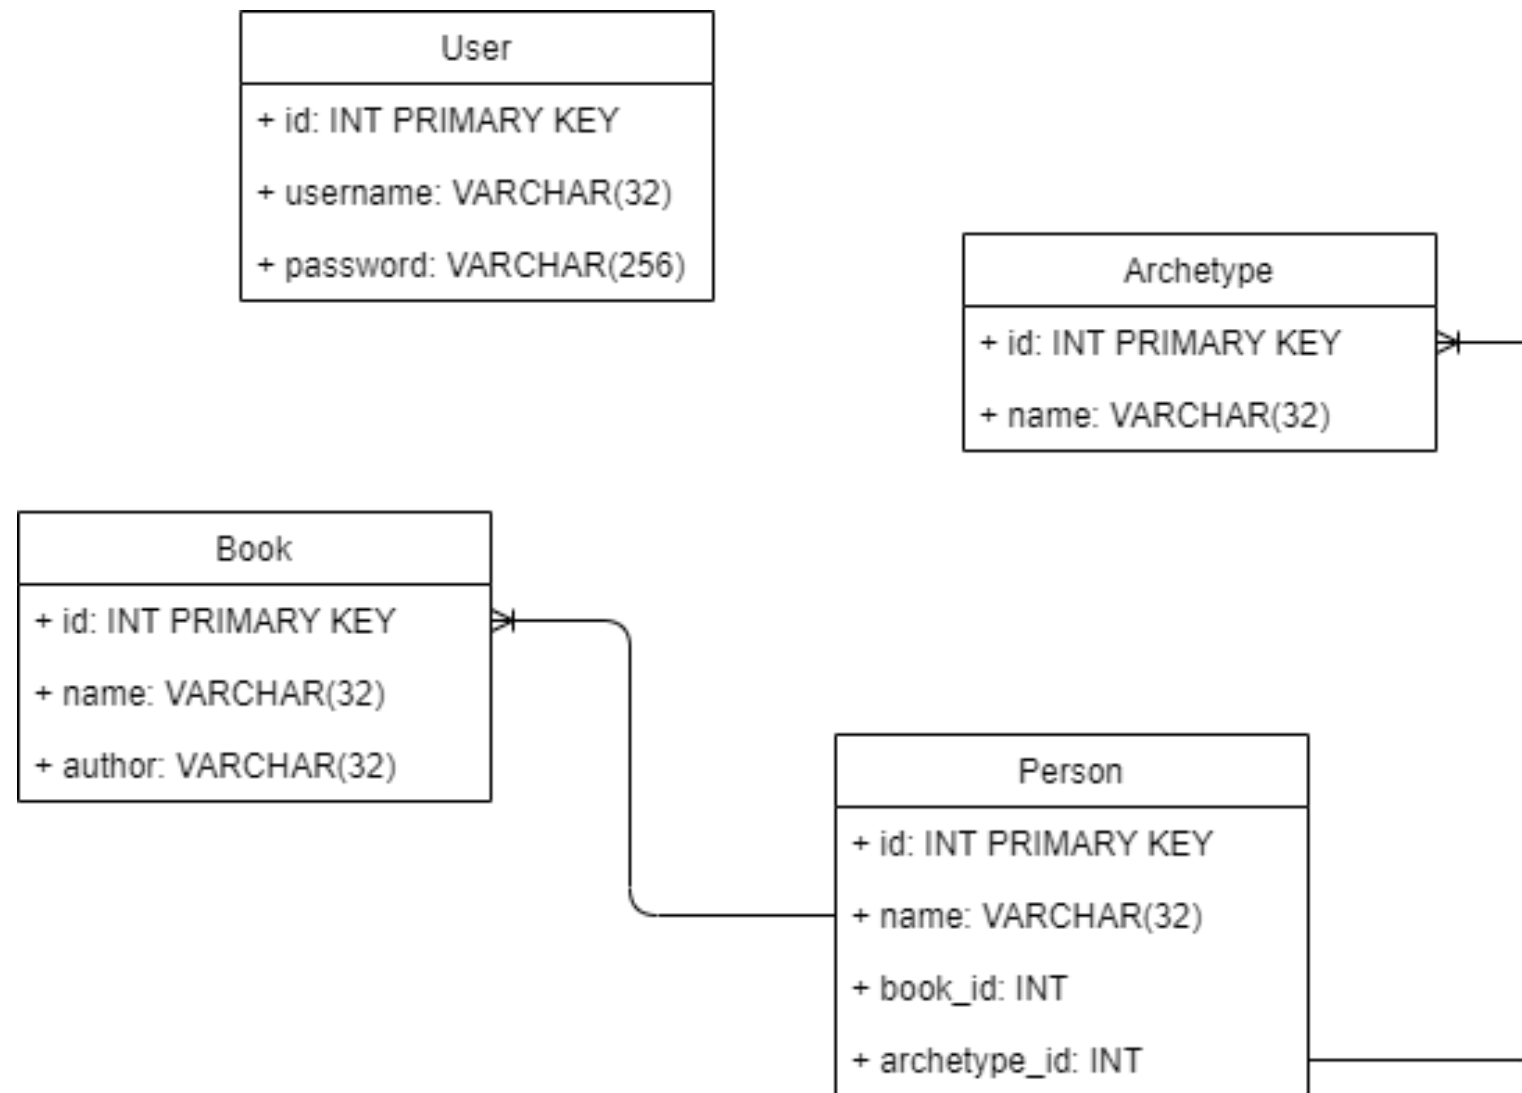 User
+ id: INT PRIMARY KEY
+ username: VARCHAR(32)
+ password: VARCHAR(256)
Archetype
+ id: INT PRIMARY KEY
+ name: VARCHAR(32)
Book
+ id: INT PRIMARY KEY
+ name: VARCHAR(32)
+ author: VARCHAR(32)
Person
+ id: INT PRIMARY KEY
+ name: VARCHAR(32)
+ book_id: INT
+ archetype_id: INT